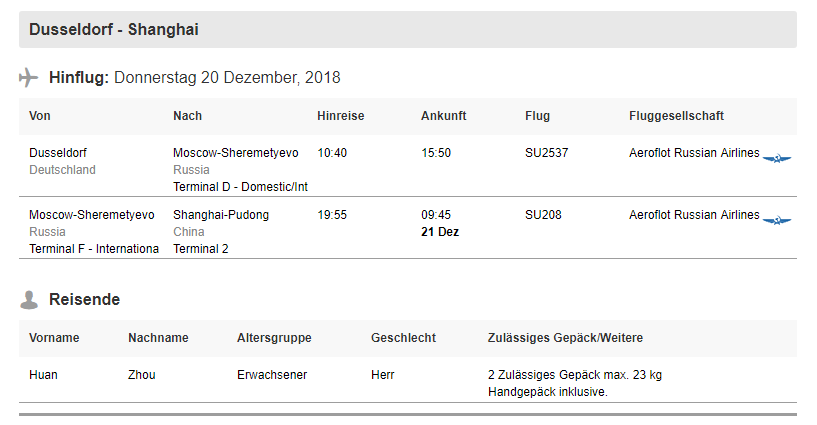 Dusseldorf - Shanghai
Hinflug: Donnerstag 20 Dezember, 2018
Von Nach Hinreise Ankunft Flug Fluggesellschaft
Dusseldorf Moscow-Sheremetyevo 10:40 15:50 SU2537 Aeroflot Russian Airlines
Deutschland Russia
Terminal D - Domestic/Int
Moscow-Sheremetyevo Shanghai-Pudong 19:55 09:45 SU208 Aeroflot Russian Airlines
Russia China 21 Dez
Terminal F - Internationa Terminal 2
Reisende
Vorname Nachname Altersgruppe Geschlecht Zulässiges Gepäck/Weitere
Huan Zhou Erwachsener Herr 2 Zulässiges Gepäck max. 23 kg
Handgepäck inklusive.